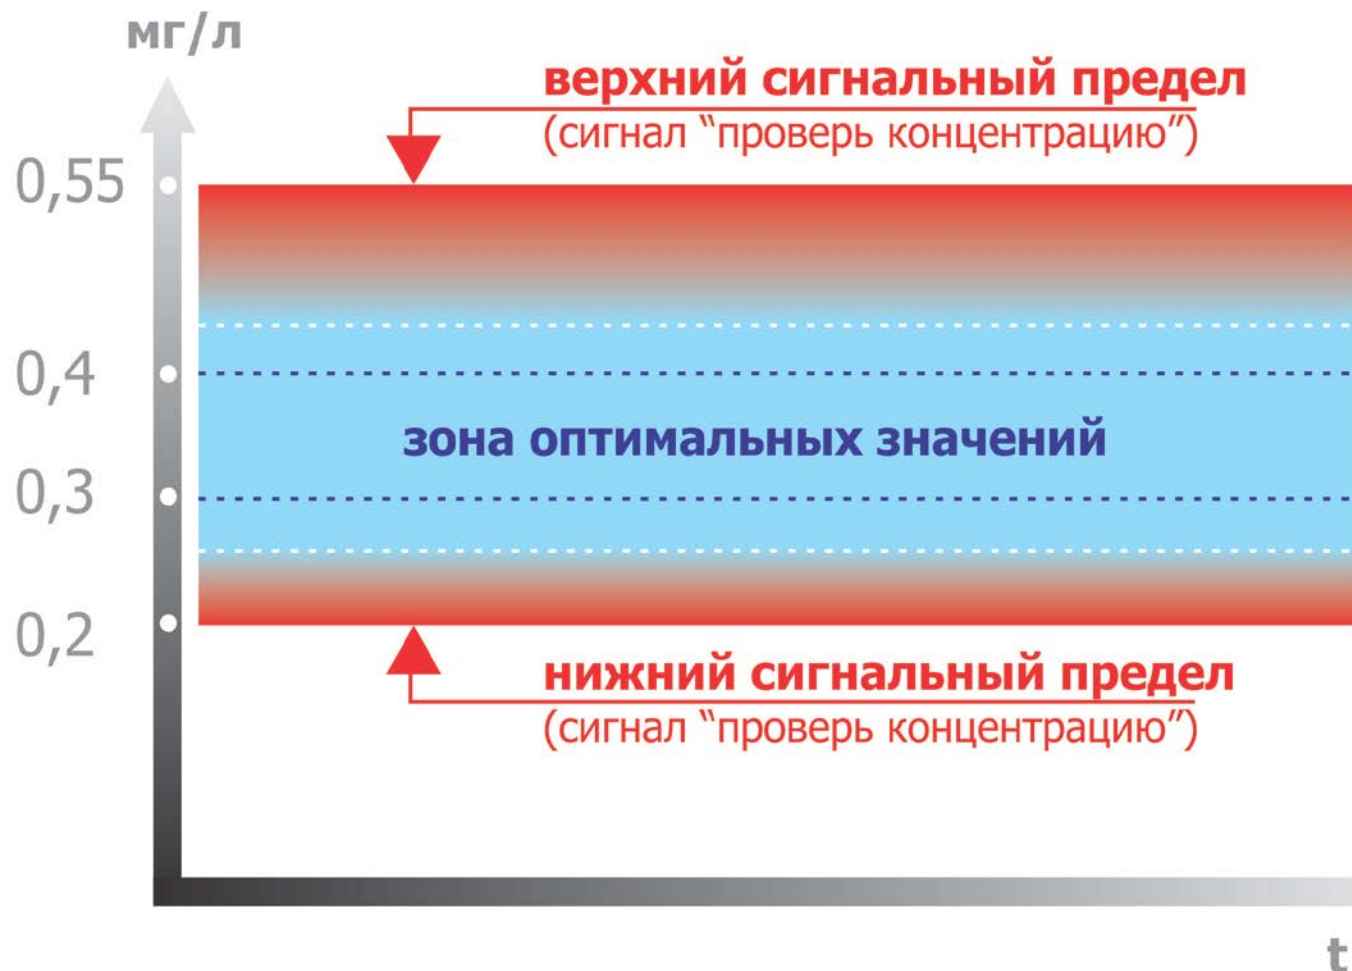 мг/л
верхний сигнальный предел
(сигнал “проверь концентрацию”)
0,55
0,4
зона оптимальных значений
0,3
0,2
нижний сигнальный предел
(сигнал “проверь концентрацию”)
t